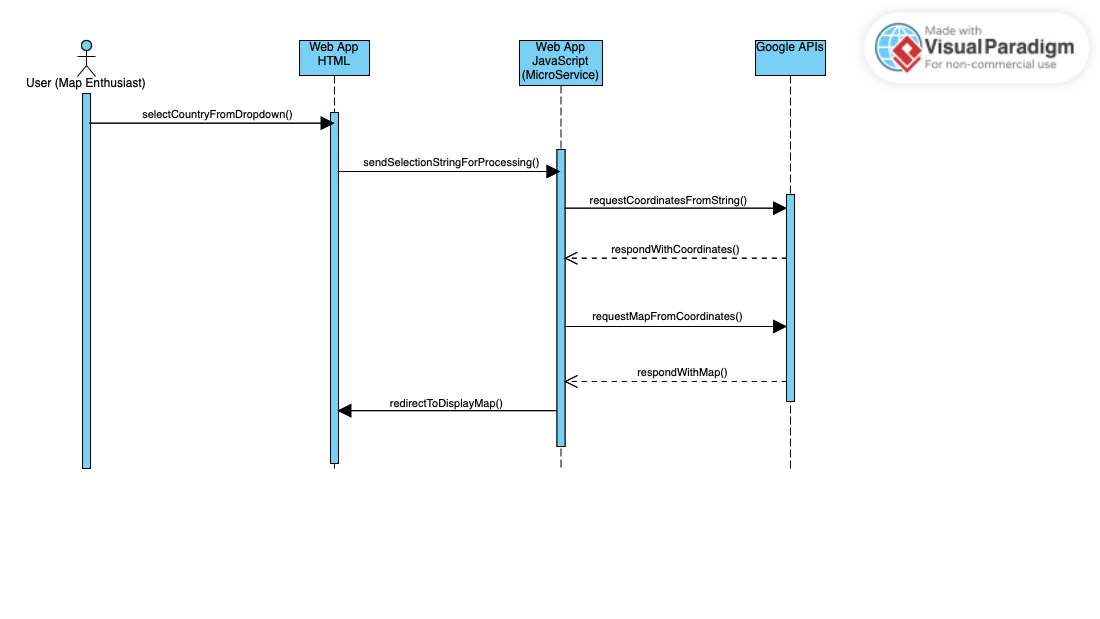 Made with
Visual Paradigm
For non-commercial use
User (Map Enthusiast)
Web App
HTML
Web App
JavaScript
(MicroService)
Google APIs
selectCountryFromDropdown()
sendSelectionStringForProcessing()
requestCoordinatesFromString()
respondWithCoordinates()
requestMapFromCoordinates()
respondWithMap()
redirectToDisplayMap()